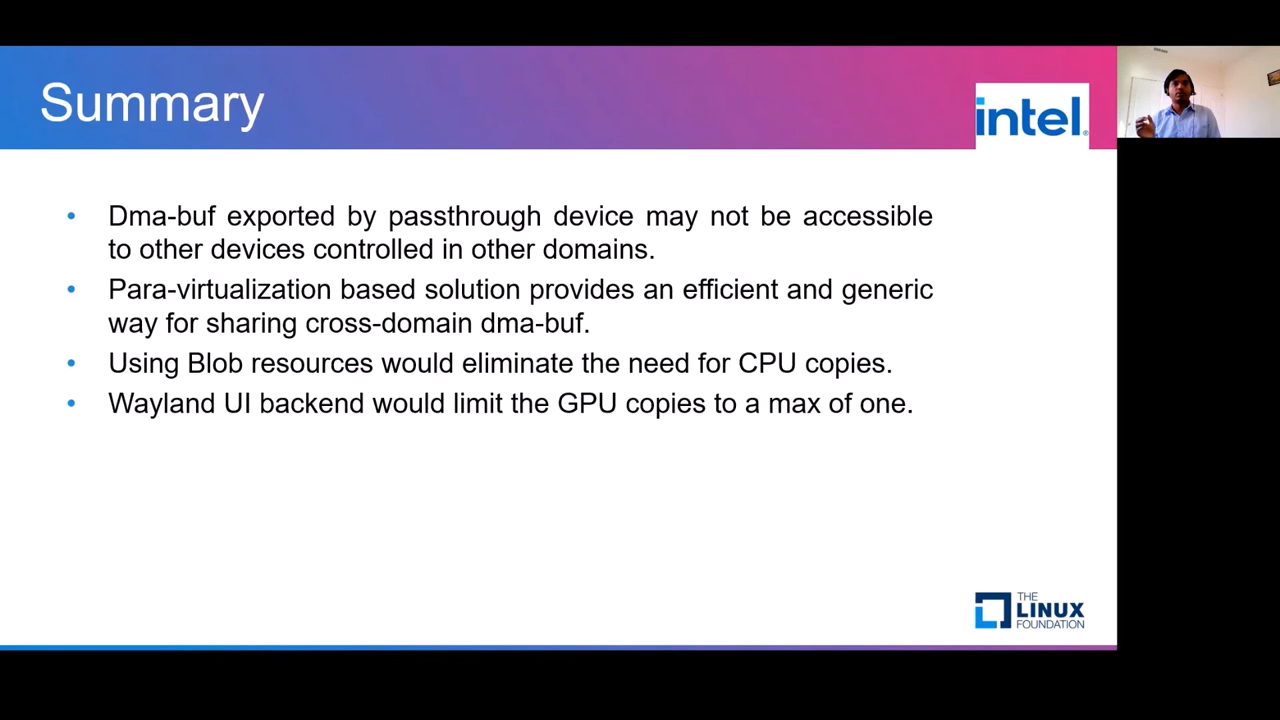 Summary
intel®
• Dma-buf exported by passthrough device may not be accessible
to other devices controlled in other domains.
• Para-virtualization based solution provides an efficient and generic
way for sharing cross-domain dma-buf.
• Using Blob resources would eliminate the need for CPU copies.
• Wayland UI backend would limit the GPU copies to a max of one.
THE
LINUX
FOUNDATION